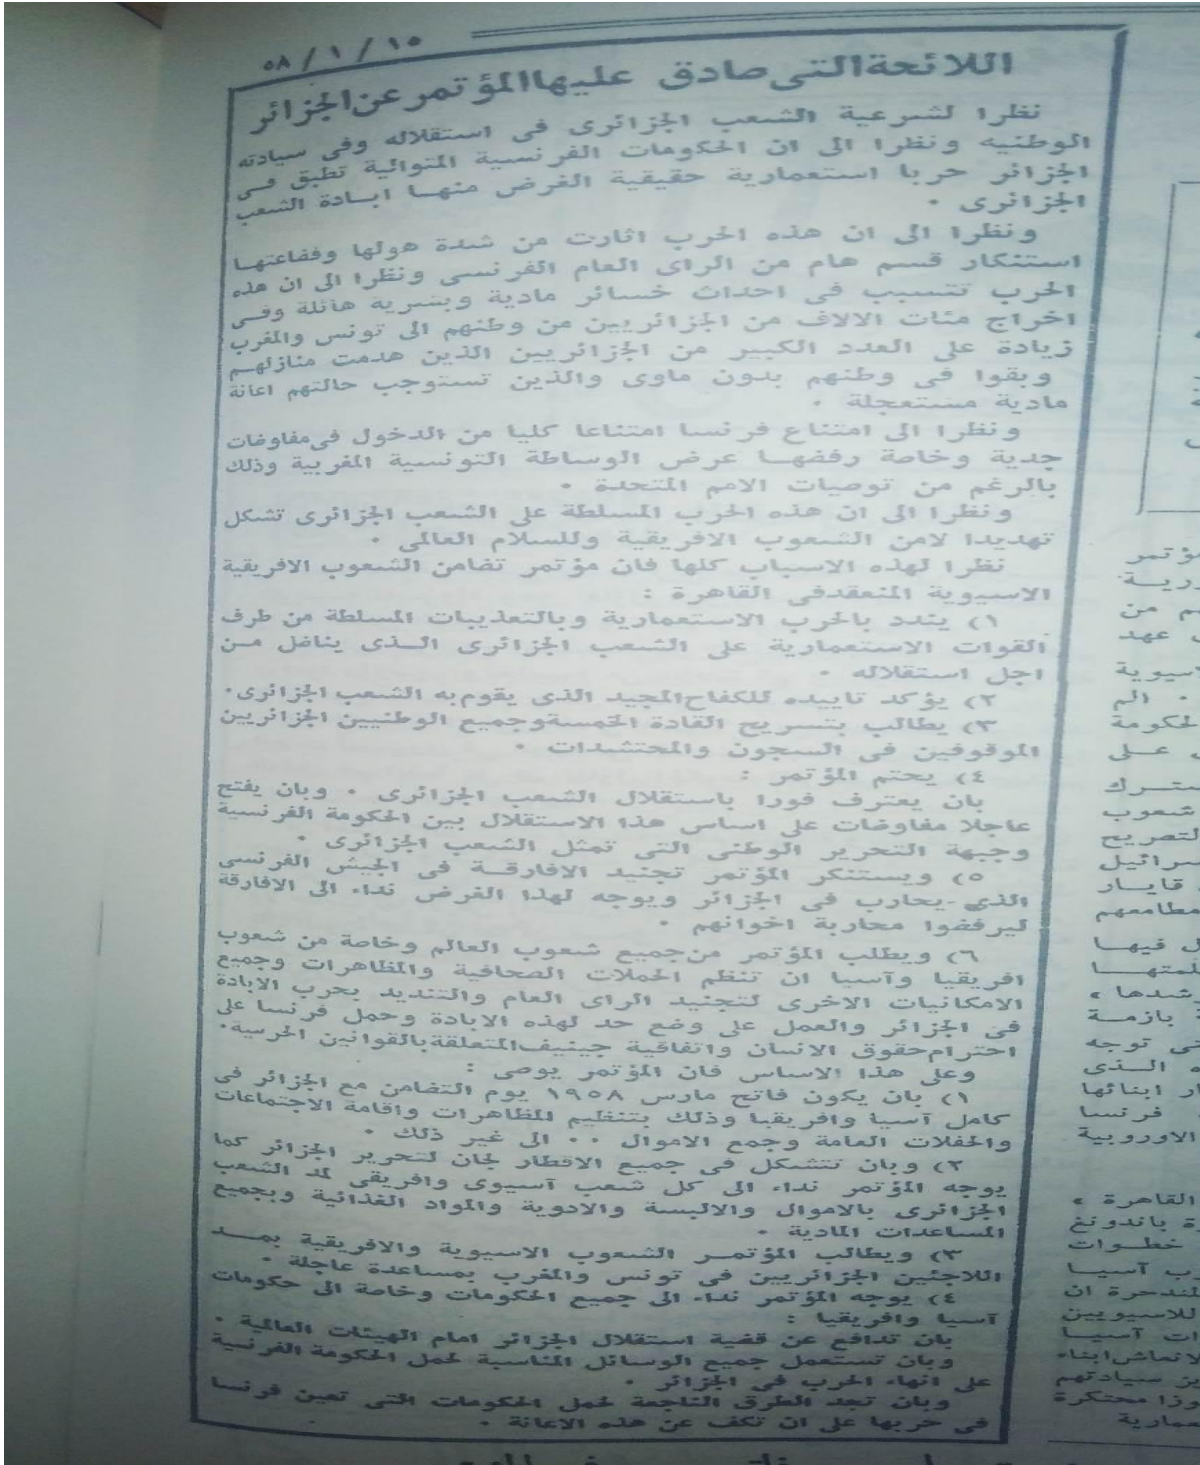 ٥٨/١/١٥
اللائحة التى صادق عليها المؤتمر عن الجزائر
نظرا لشرعية الشعب الجزائرى فى استقلاله وفى سيادته
الوطنيه ونظرا الى ان الحكومات الفرنسية المتوالية تطبق فى
الجزائر حربا استعمارية حقيقية الغرض منها ابادة الشعب
الجزائرى .
ونظرا الى ان هذه الحرب اثارت من شدة هولها وفضاعتها
استنكار قسم هام من الراى العام الفرنسى ونظرا الى ان هذه
الحرب تتسبب فى احداث خسائر مادية وبشرية هائلة وفى
اخراج مئات الالاف من الجزائريين من وطنهم الى تونس والمغرب
زيادة على العدد الكبير من الجزائريين الذين هدمت منازلهم
وبقوا فى وطنهم بدون ماوى والذين تستوجب حالتهم اعانة
مادية مستعجلة .
ونظرا الى امتناع فرنسا امتناعا كليا من الدخول فى مفاوضات
جدية وخاصة رفضها عرض الوساطة التونسية المغربية وذلك
بالرغم من توصيات الامم المتحدة .
ونظرا الى ان هذه الحرب المسلطة على الشعب الجزائرى تشكل
تهديدا لامن الشعوب الافريقية وللسلام العالمى .
نظرا لهذه الاسباب كلها فان مؤتمر تضامن الشعوب الافريقية
الاسيوية المنعقد فى القاهرة :
١) يندد بالحرب الاستعمارية وبالتعذيبات المسلطة من طرف
القوات الاستعمارية على الشعب الجزائرى الذى يناضل من
اجل استقلاله .
٢) يؤكد تاييده للكفاح المجيد الذى يقوم به الشعب الجزائرى.
٣) يطالب بتسريح القادة الخمسة وجميع الوطنيين الجزائريين
الموقوفين فى السجون والمحتشدات .
٤) يحتم المؤتمر :
بان يعترف فورا باستقلال الشعب الجزائرى . وبان يفتح
عاجلا مفاوضات على اساس هذا الاستقلال بين الحكومة الفرنسية
وجبهة التحرير الوطنى التى تمثل الشعب الجزائرى .
٥) ويستنكر المؤتمر تجنيد الافارقة فى الجيش الفرنسى
الذى يحارب فى الجزائر ويوجه لهذا الغرض نداء الى الافارقة
ليرفضوا محاربة اخوانهم .
٦) ويطلب المؤتمر من جميع شعوب العالم وخاصة من شعوب
افريقيا وآسيا ان تنظم الحملات الصحافية والمظاهرات وجميع
الامكانيات الاخرى لتجنيد الراى العام والتنديد بحرب الابادة
فى الجزائر والعمل على وضع حد لهذه الابادة وحمل فرنسا على
احترام حقوق الانسان واتفاقية جينيف المتعلقة بالقوانين الحرسية.
وعلى هذا الاساس فان المؤتمر يوصى :
١) بان يكون فاتح مارس ١٩٥٨ يوم التضامن مع الجزائر فى
كامل آسيا وافريقيا وذلك بتنظيم المظاهرات واقامة الاجتماعات
والحفلات العامة وجمع الاموال .. الى غير ذلك .
٢) وبان تتشكل فى جميع الاقطار لجان لتحرير الجزائر كما
يوجه المؤتمر نداء الى كل شعب آسيوى وافريقى لمد الشعب
الجزائرى بالاموال والالبسة والادوية والمواد الغذائية وبجميع
المساعدات المادية .
٣) ويطالب المؤتمر الشعوب الاسيوية والافريقية بمد
اللاجئين الجزائريين فى تونس والمغرب بمساعدة عاجلة .
٤) يوجه المؤتمر نداء الى جميع الحكومات وخاصة الى حكومات
آسيا وافريقيا :
بان تدافع عن قضية استقلال الجزائر امام الهيئات العالمية .
وبان تستعمل جميع الوسائل المناسبة لحمل الحكومة الفرنسية
على انهاء الحرب فى الجزائر .
وبان تجد الطرق الناجعة لحمل الحكومات التى تعين فرنسا
فى حربها على ان تكف عن هذه الاعانة .